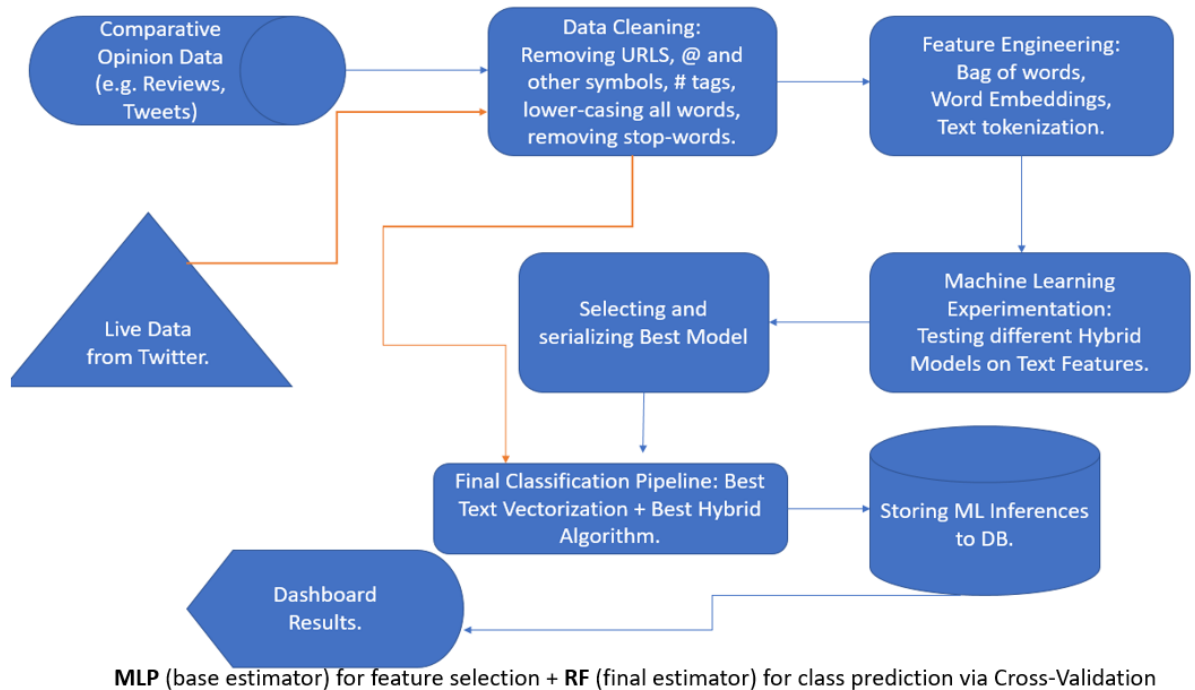 Comparative
Opinion Data
(e.g. Reviews,
Tweets)
Data Cleaning:
Removing URLS, @ and
other symbols, # tags,
lower-casing all words,
removing stop-words.
Feature Engineering:
Bag of words,
Word Embeddings,
Text tokenization.
Live Data
from Twitter.
Selecting and
serializing Best Model
Machine Learning
Experimentation:
Testing different Hybrid
Models on Text Features.
Final Classification Pipeline: Best
Text Vectorization + Best Hybrid
Algorithm.
Storing ML Inferences
to DB.
Dashboard
Results.
MLP (base estimator) for feature selection + RF (final estimator) for class prediction via Cross-Validation